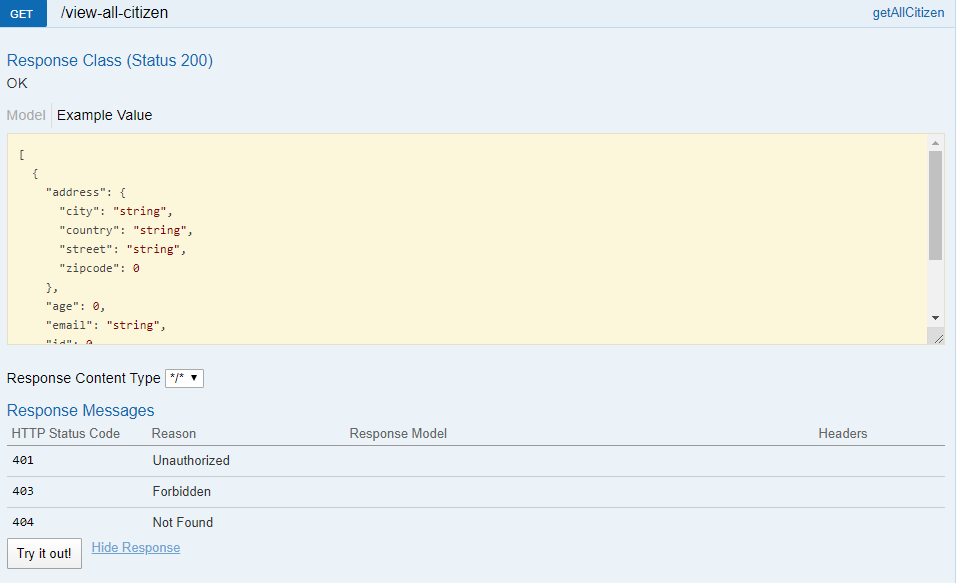 GET /view-all-citizen getAllCitizen
Response Class (Status 200)
OK
Model Example Value
[
{
"address": {
"city": "string",
"country": "string",
"street": "string",
"zipcode": 0
},
"age": 0,
"email": "string",
"id": 0
Response Content Type */* ▼
Response Messages
HTTP Status Code Reason Response Model Headers
401 Unauthorized
403 Forbidden
404 Not Found
Try it out! Hide Response